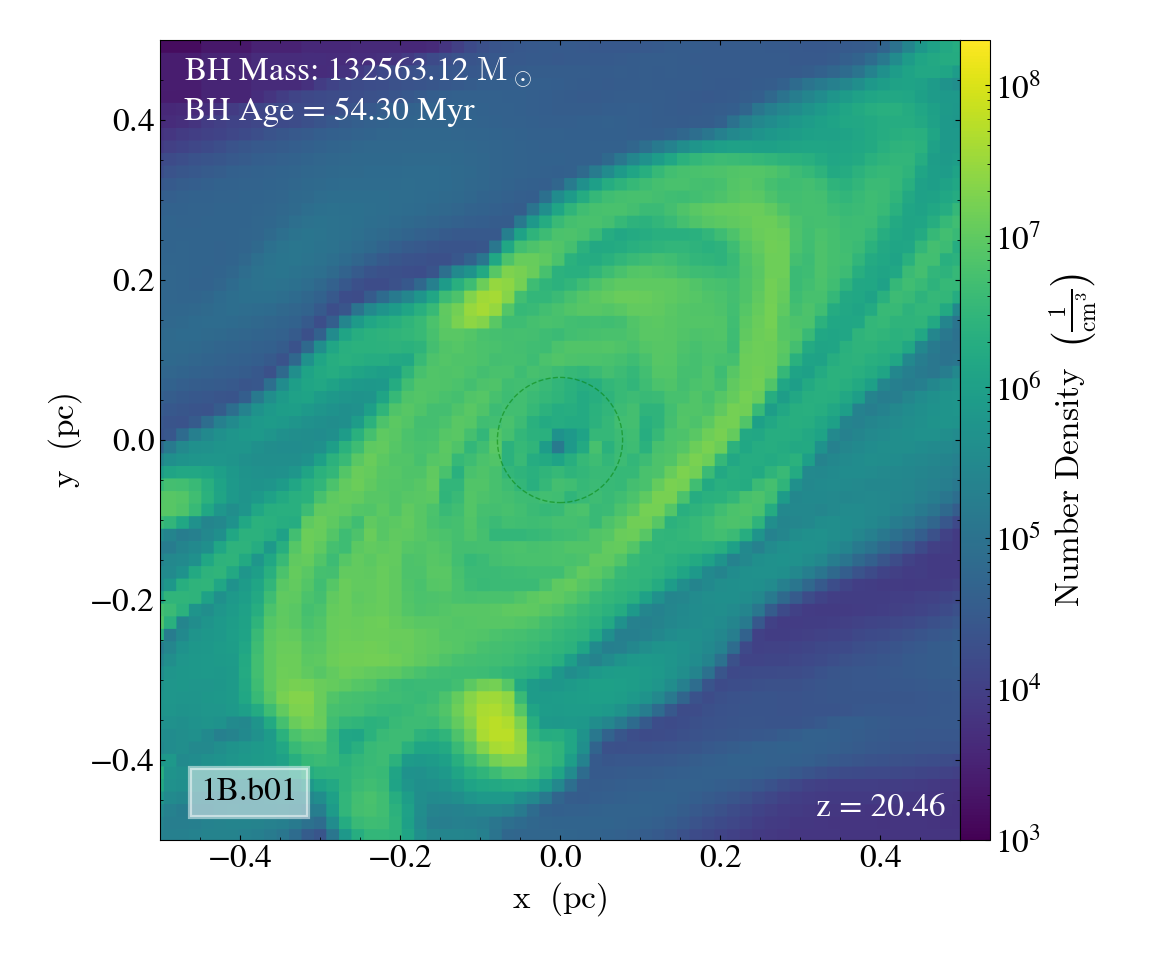 BH Mass: 132563.12 M⊙
BH Age = 54.30 Myr
0.4
0.2
0.0
−0.2
−0.4
y (pc)
1B.b01
z = 20.46
−0.4 −0.2 0.0 0.2 0.4
x (pc)
10⁸
10⁷
10⁶
10⁵
10⁴
10³
Number Density (1/cm³)